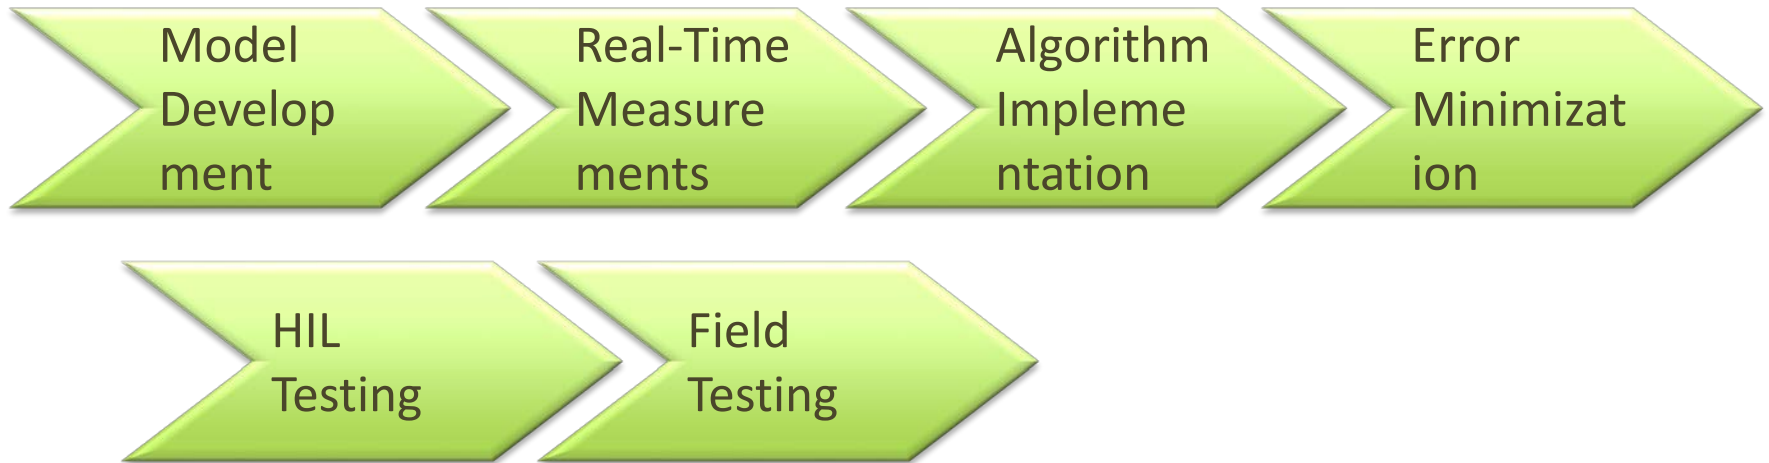 Model
Develop
ment
Real-Time
Measure
ments
Algorithm
Impleme
ntation
Error
Minimizat
ion
HIL
Testing
Field
Testing